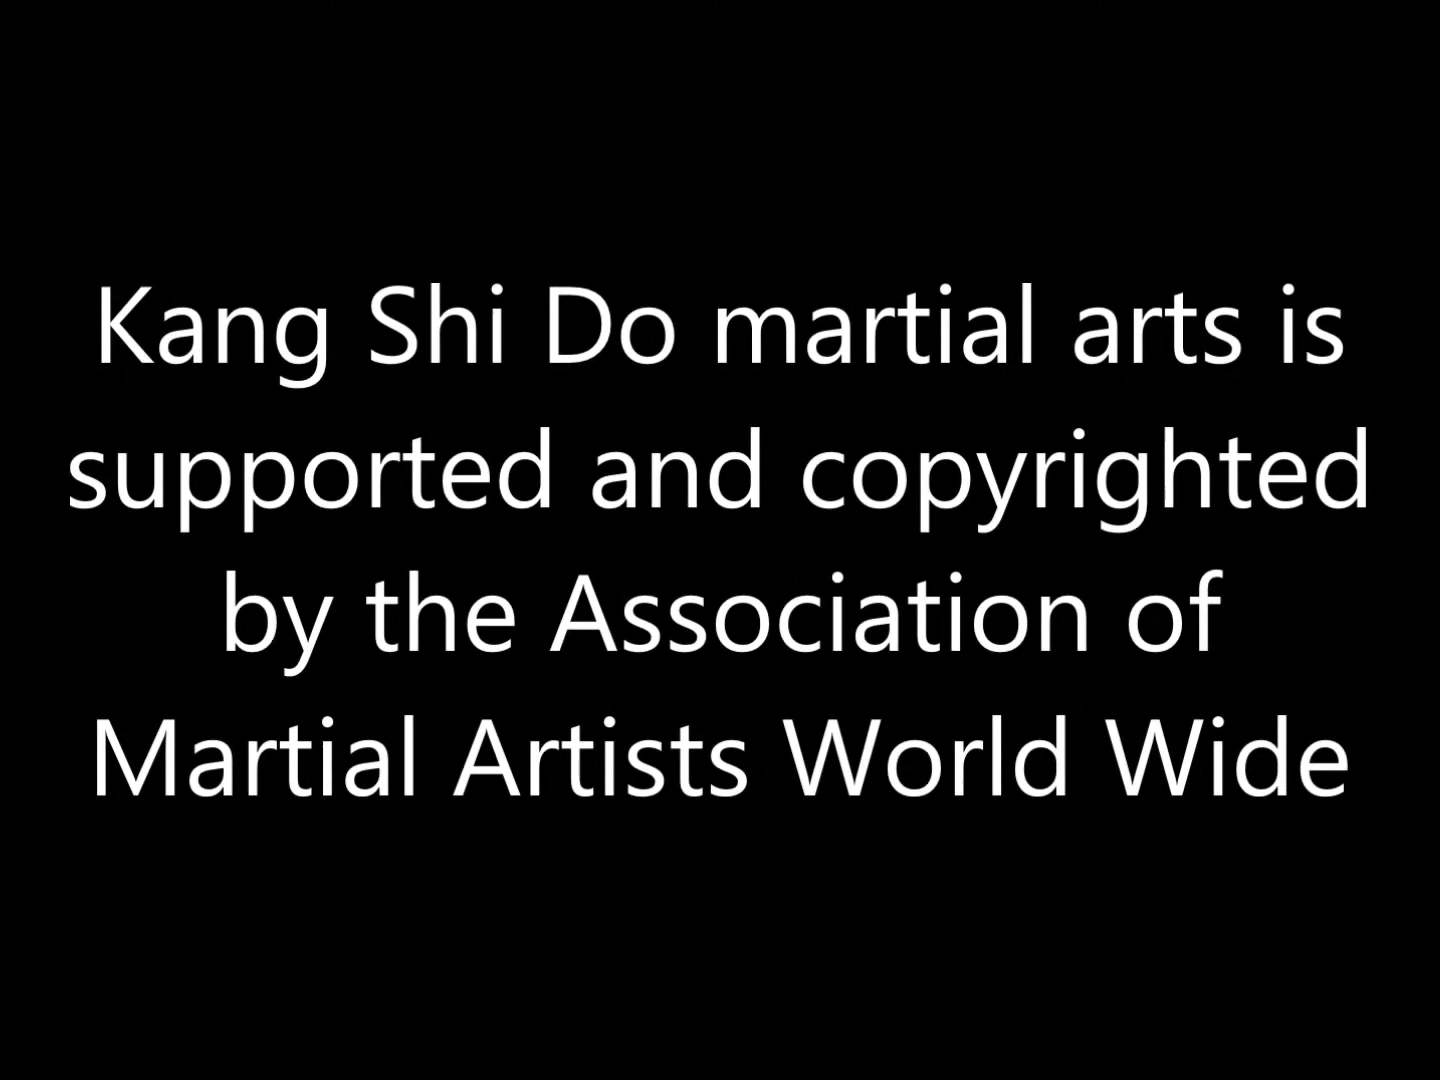 Kang Shi Do martial arts is
supported and copyrighted
by the Association of
Martial Artists World Wide